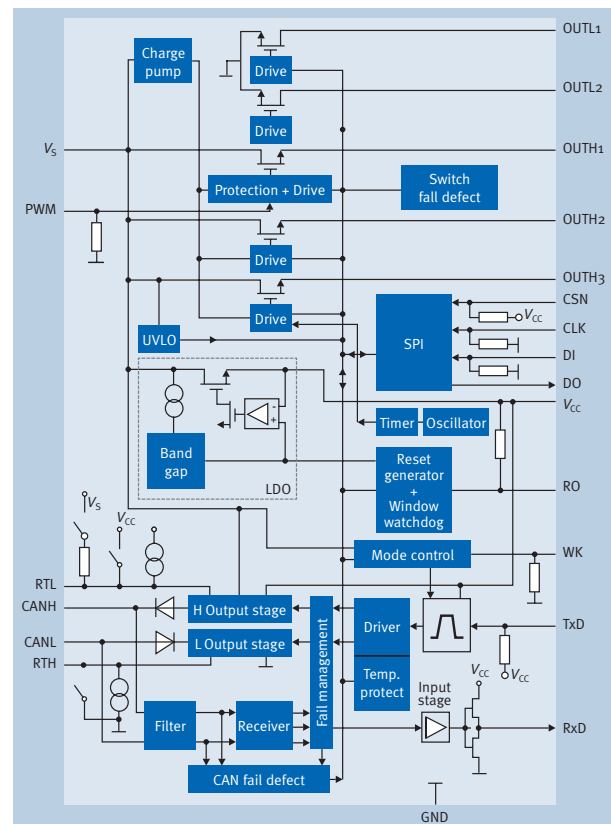 OUTL1
Charge
pump
Drive
OUTL2
Drive
VS
OUTH1
Protection + Drive
Switch
fall defect
PWM
OUTH2
Drive
OUTH3
CSN
VCC
Drive
UVLO
SPI
CLK
DI
DO
VCC
- +
Timer
Oscillator
Band
gap
LDO
Reset
generator
+
Window
watchdog
RO
VS
VCC
Mode control
WK
RTL
CANH
H Output stage
Driver
TxD
CANL
L Output stage
RTH
Fail management
Temp.
protect
VCC
Input
stage
VCC
Filter
Receiver
RxD
CAN fail defect
GND